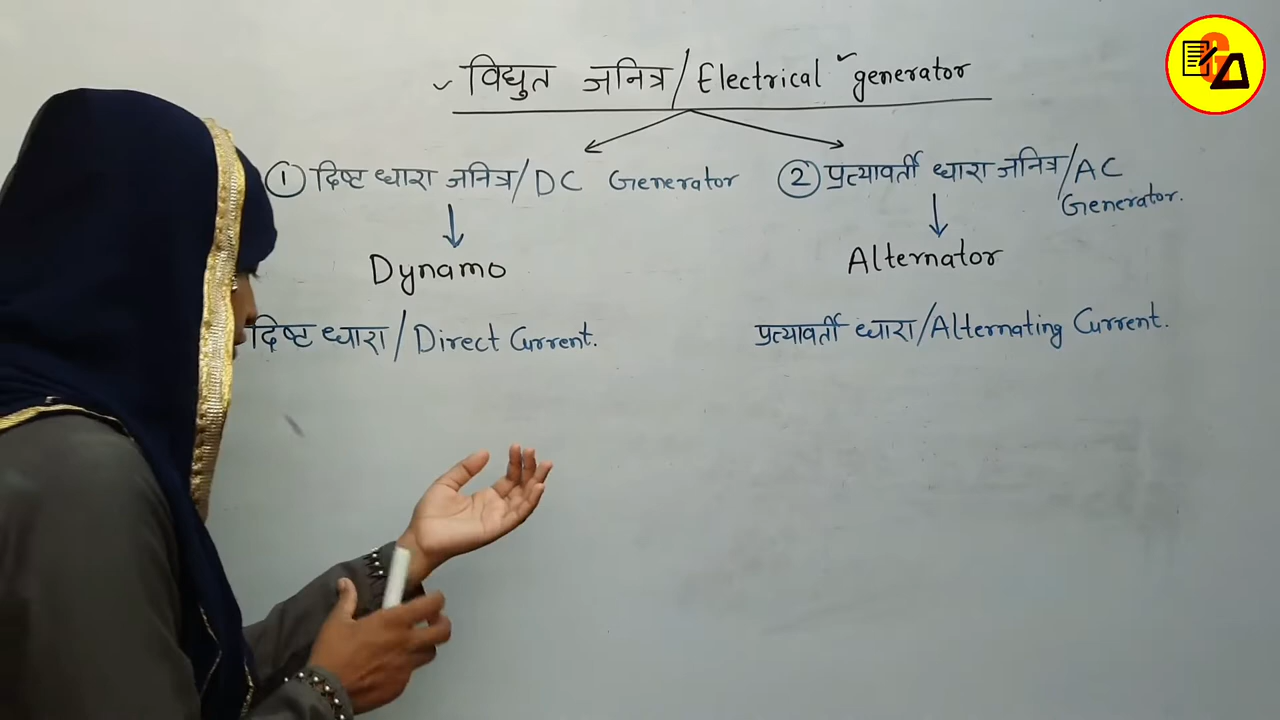 विद्युत जनित्र/Electrical generator
① दिष्ट धारा जनित्र/DC Generator
② प्रत्यावर्ती धारा जनित्र/AC
Generator.
Dynamo
Alternator
दिष्ट धारा/Direct Current.
प्रत्यावर्ती धारा/Alternating Current.